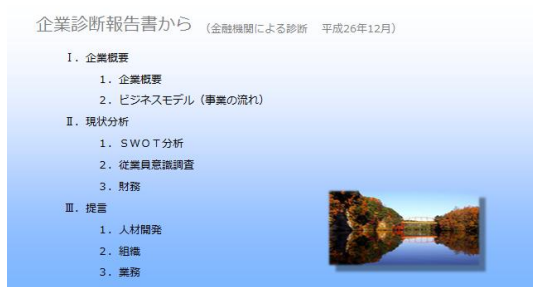 企業診断報告書から (金融機関による診断 平成26年12月)
Ⅰ．企業概要
1．企業概要
2．ビジネスモデル（事業の流れ）
Ⅱ．現状分析
1．ＳＷＯＴ分析
2．従業員意識調査
3．財務
Ⅲ．提言
1．人材開発
2．組織
3．業務